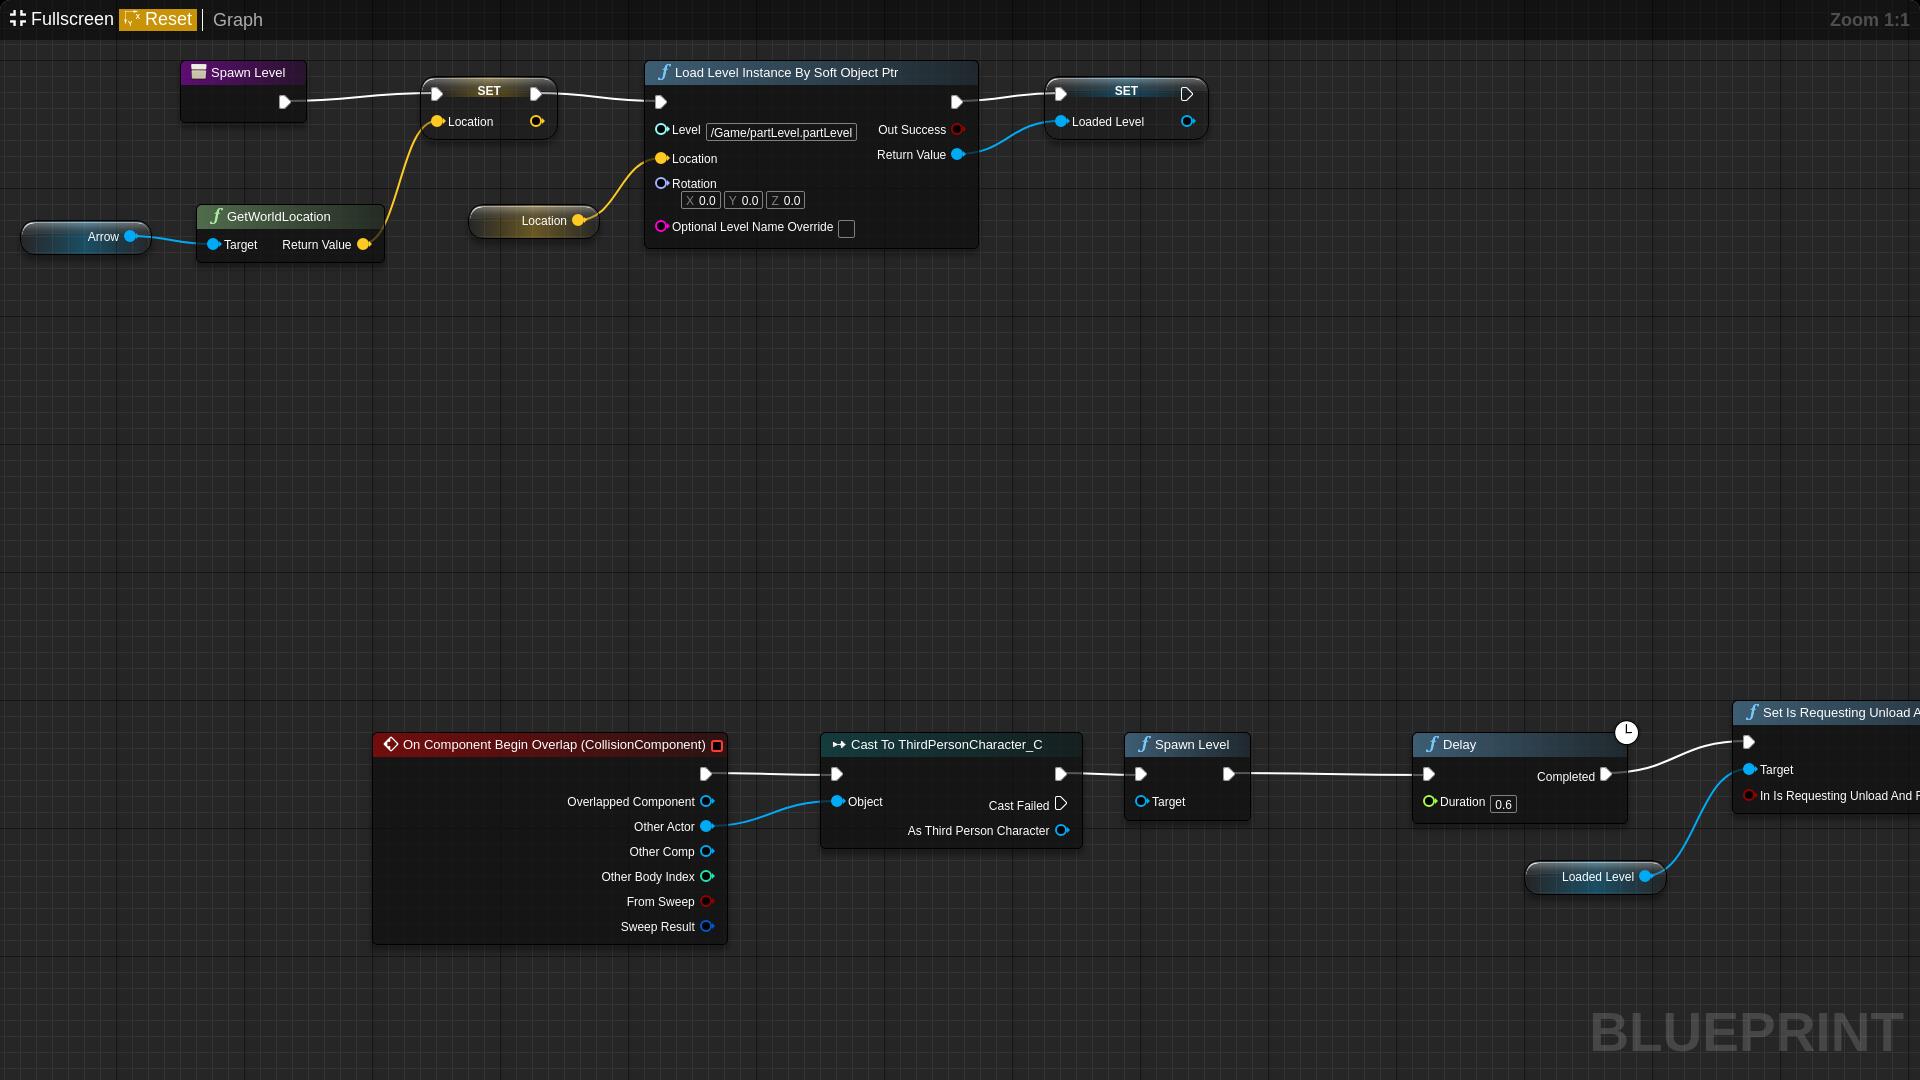 Fullscreen Reset Graph Zoom 1:1
Spawn Level
SET
Location
Load Level Instance By Soft Object Ptr
Level /Game/partLevel.partLevel
Out Success
Location
Return Value
Rotation
X 0.0 Y 0.0 Z 0.0
Optional Level Name Override
SET
Loaded Level
Arrow
GetWorldLocation
Target Return Value
Location
On Component Begin Overlap (CollisionComponent)
Overlapped Component
Other Actor
Other Comp
Other Body Index
From Sweep
Sweep Result
Cast To ThirdPersonCharacter_C
Object
Cast Failed
As Third Person Character
Spawn Level
Target
Delay
Completed
Duration 0.6
Set Is Requesting Unload A
Target
In Is Requesting Unload And
Loaded Level
BLUEPRINT